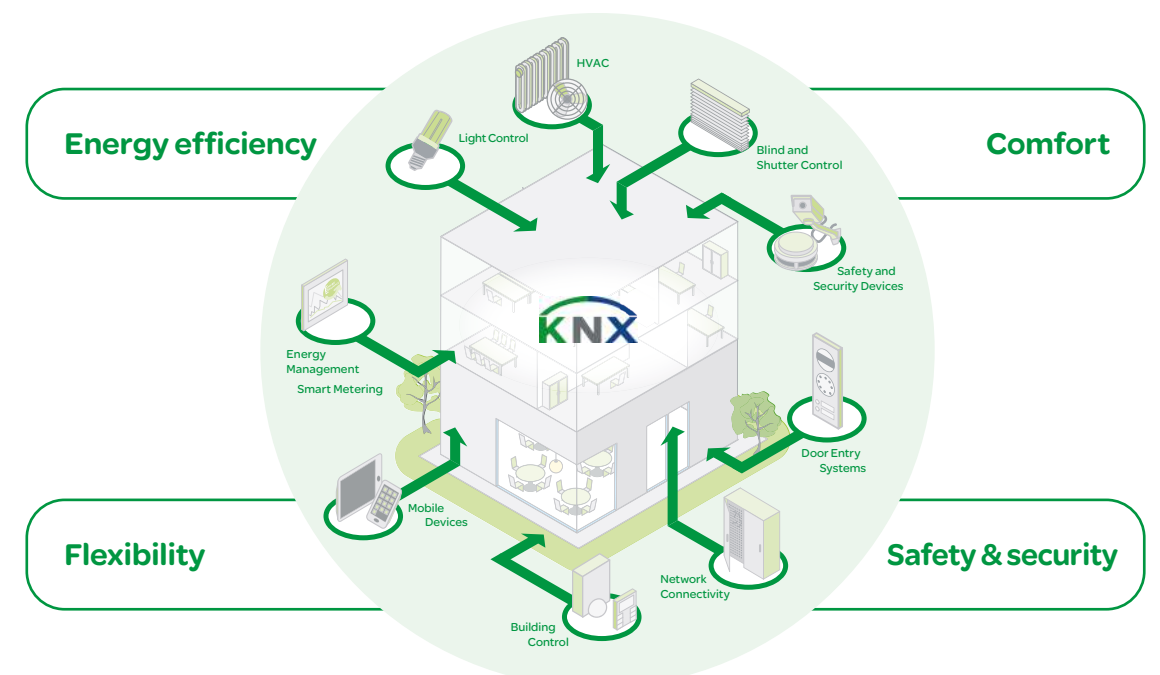 HVAC
Energy efficiency
Light Control
Blind and
Shutter Control
Comfort
Safety and
Security Devices
KNX
Energy
Management
Smart Metering
Door Entry
Systems
Mobile
Devices
Flexibility
Network
Connectivity
Safety & security
Building
Control